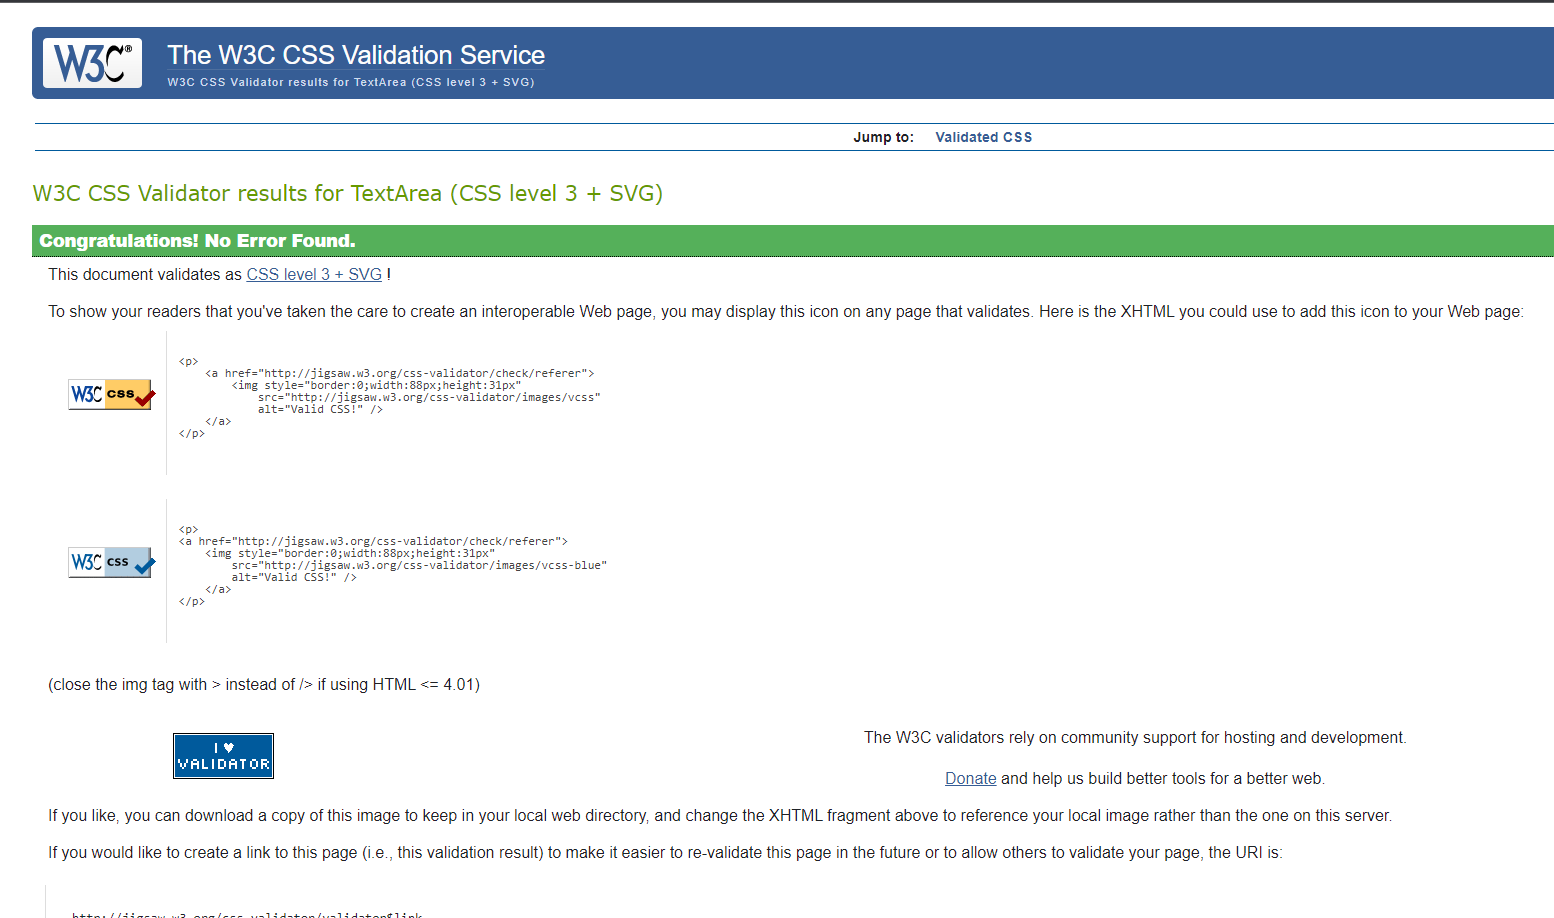 W3C®
The W3C CSS Validation Service
W3C CSS Validator results for TextArea (CSS level 3 + SVG)
Jump to: Validated CSS
W3C CSS Validator results for TextArea (CSS level 3 + SVG)
Congratulations! No Error Found.
This document validates as CSS level 3 + SVG !
To show your readers that you've taken the care to create an interoperable Web page, you may display this icon on any page that validates. Here is the XHTML you could use to add this icon to your Web page:
W3C css
<p>
<a href="http://jigsaw.w3.org/css-validator/check/referer">
<img style="border:0;width:88px;height:31px"
src="http://jigsaw.w3.org/css-validator/images/vcss"
alt="Valid CSS!" />
</a>
</p>
W3C css
<p>
<a href="http://jigsaw.w3.org/css-validator/check/referer">
<img style="border:0;width:88px;height:31px"
src="http://jigsaw.w3.org/css-validator/images/vcss-blue"
alt="Valid CSS!" />
</a>
</p>
(close the img tag with > instead of /> if using HTML <= 4.01)
I ♥
VALIDATOR
The W3C validators rely on community support for hosting and development.
Donate and help us build better tools for a better web.
If you like, you can download a copy of this image to keep in your local web directory, and change the XHTML fragment above to reference your local image rather than the one on this server.
If you would like to create a link to this page (i.e., this validation result) to make it easier to re-validate this page in the future or to allow others to validate your page, the URI is:
http://jigsaw.w3.org/css-validator/validator$link